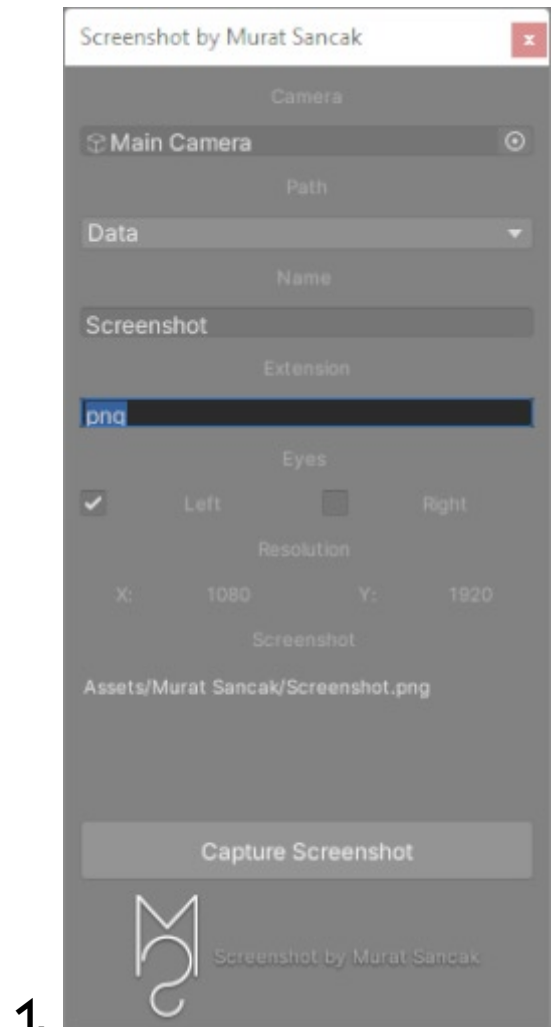 Screenshot by Murat Sancak x
Camera
Main Camera
Path
Data
Name
Screenshot
Extension
png
Eyes
Left Right
Resolution
X: 1080 Y: 1920
Screenshot
Assets/Murat Sancak/Screenshot.png
Capture Screenshot
Screenshot by Murat Sancak
1.